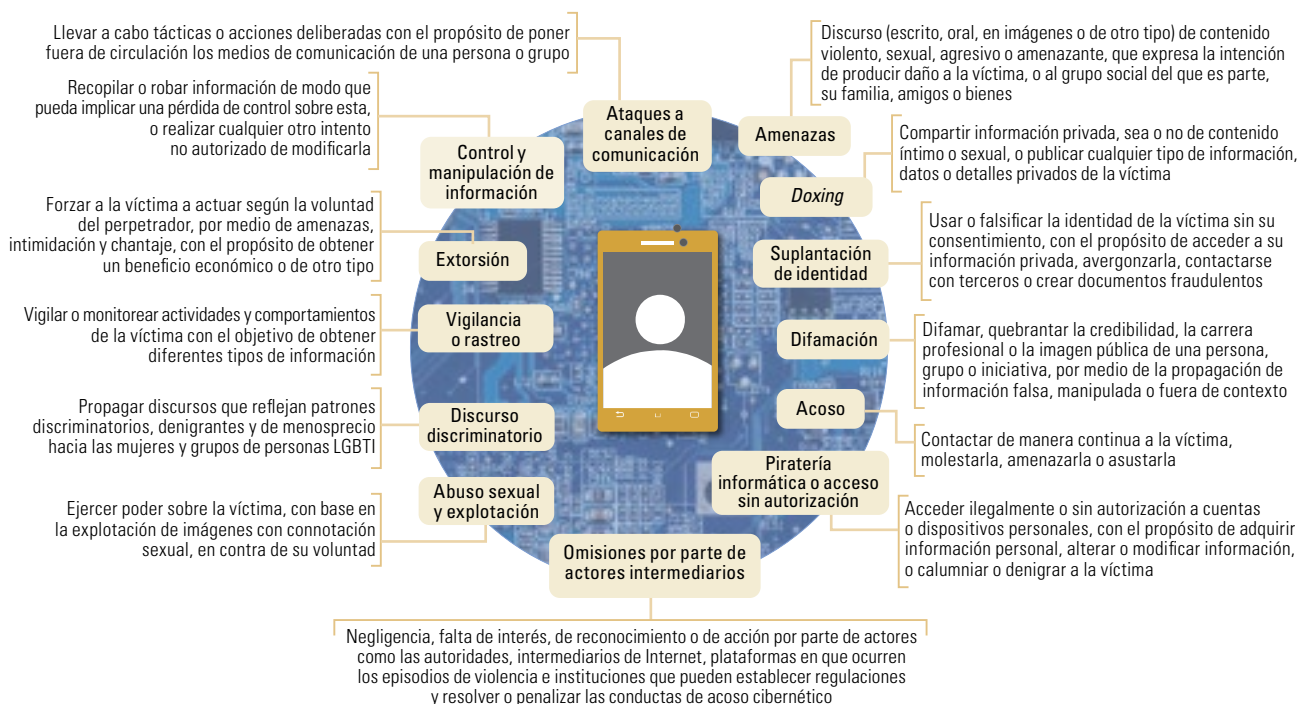 Llevar a cabo tácticas o acciones deliberadas con el propósito de poner
fuera de circulación los medios de comunicación de una persona o grupo
Ataques a
canales de
comunicación
Discurso (escrito, oral, en imágenes o de otro tipo) de contenido
violento, sexual, agresivo o amenazante, que expresa la intención
de producir daño a la víctima, o al grupo social del que es parte,
su familia, amigos o bienes
Amenazas
Recopilar o robar información de modo que
pueda implicar una pérdida de control sobre esta,
o realizar cualquier otro intento
no autorizado de modificarla
Control y
manipulación de
información
Compartir información privada, sea o no de contenido
íntimo o sexual, o publicar cualquier tipo de información,
datos o detalles privados de la víctima
Doxing
Forzar a la víctima a actuar según la voluntad
del perpetrador, por medio de amenazas,
intimidación y chantaje, con el propósito de obtener
un beneficio económico o de otro tipo
Extorsión
Usar o falsificar la identidad de la víctima sin su
consentimiento, con el propósito de acceder a su
información privada, avergonzarla, contactarse
con terceros o crear documentos fraudulentos
Suplantación
de identidad
Vigilar o monitorear actividades y comportamientos
de la víctima con el objetivo de obtener
diferentes tipos de información
Vigilancia
o rastreo
Difamación
Difamar, quebrantar la credibilidad, la carrera
profesional o la imagen pública de una persona,
grupo o iniciativa, por medio de la propagación de
información falsa, manipulada o fuera de contexto
Propagar discursos que reflejan patrones
discriminatorios, denigrantes y de menosprecio
hacia las mujeres y grupos de personas LGBTI
Discurso
discriminatorio
Acoso
Contactar de manera continua a la víctima,
molestarla, amenazarla o asustarla
Ejercer poder sobre la víctima, con base en
la explotación de imágenes con connotación
sexual, en contra de su voluntad
Abuso sexual
y explotación
Piratería
informática o acceso
sin autorización
Acceder ilegalmente o sin autorización a cuentas
o dispositivos personales, con el propósito de adquirir
información personal, alterar o modificar información,
o calumniar o denigrar a la víctima
Omisiones por parte de
actores intermediarios
Negligencia, falta de interés, de reconocimiento o de acción por parte de actores
como las autoridades, intermediarios de Internet, plataformas en que ocurren
los episodios de violencia e instituciones que pueden establecer regulaciones
y resolver o penalizar las conductas de acoso cibernético